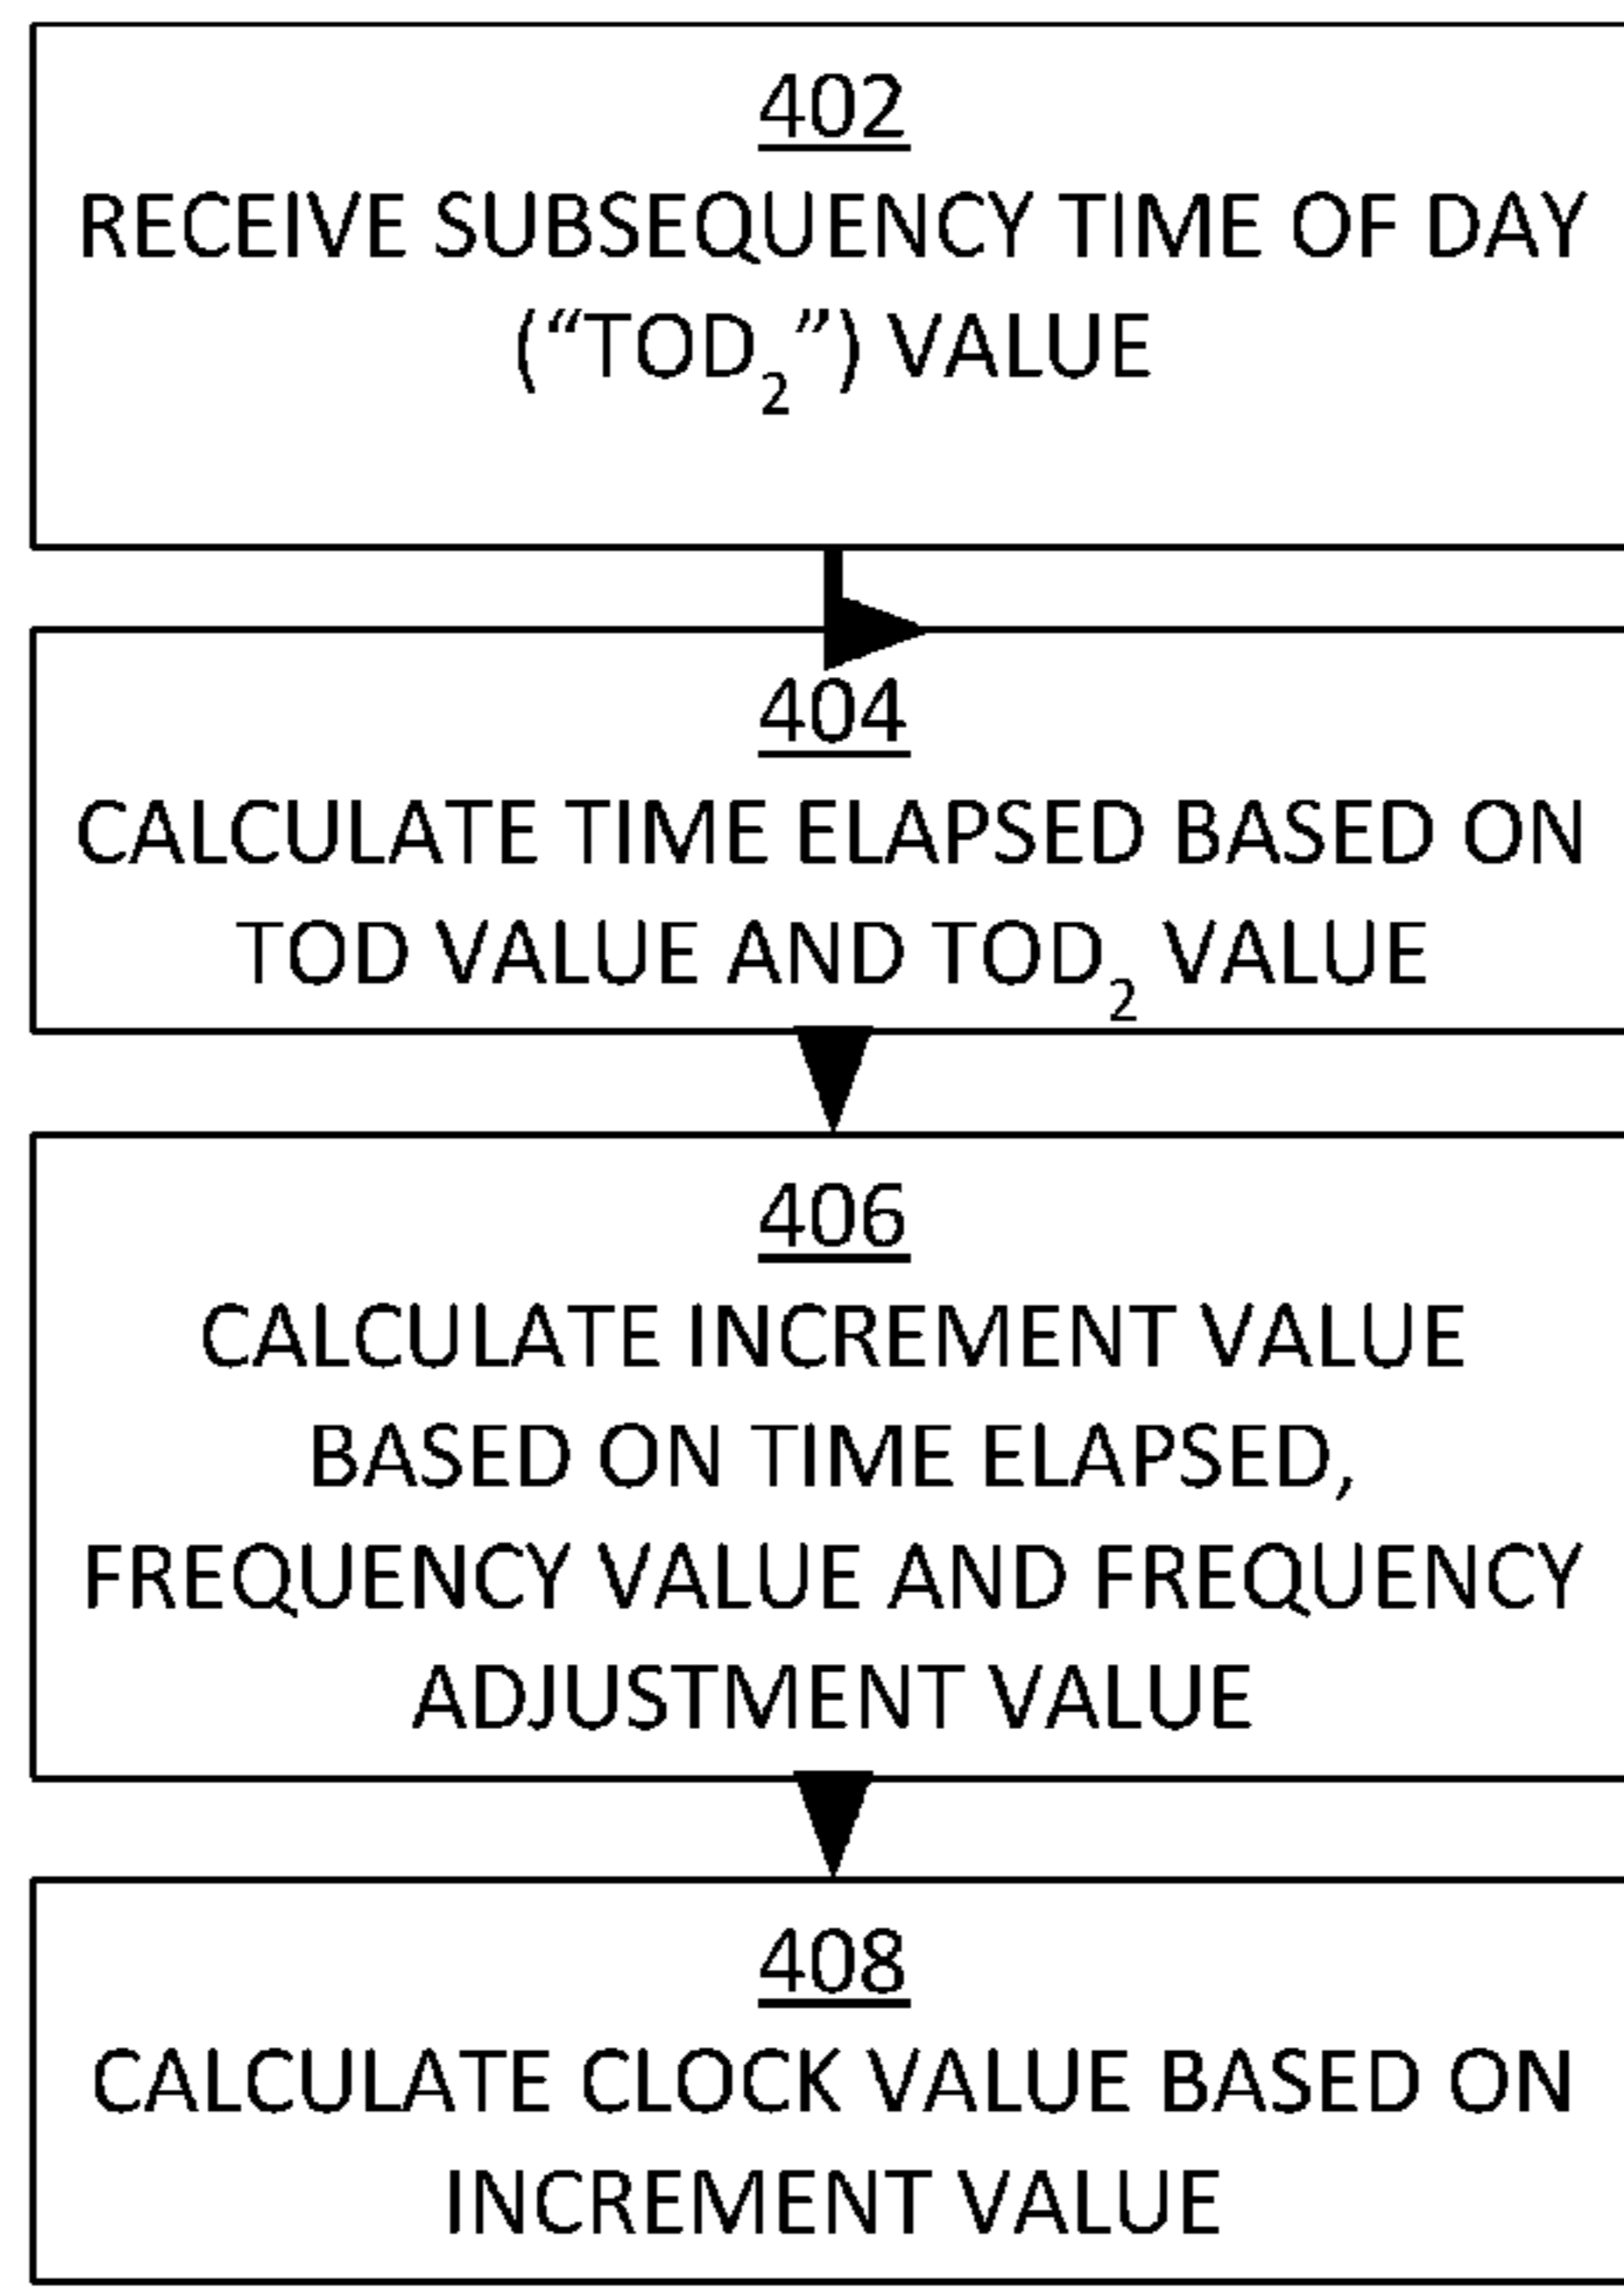 402
RECEIVE SUBSEQUENCY TIME OF DAY
(“TOD₂”) VALUE
404
CALCULATE TIME ELAPSED BASED ON
TOD VALUE AND TOD₂ VALUE
406
CALCULATE INCREMENT VALUE
BASED ON TIME ELAPSED,
FREQUENCY VALUE AND FREQUENCY
ADJUSTMENT VALUE
408
CALCULATE CLOCK VALUE BASED ON
INCREMENT VALUE